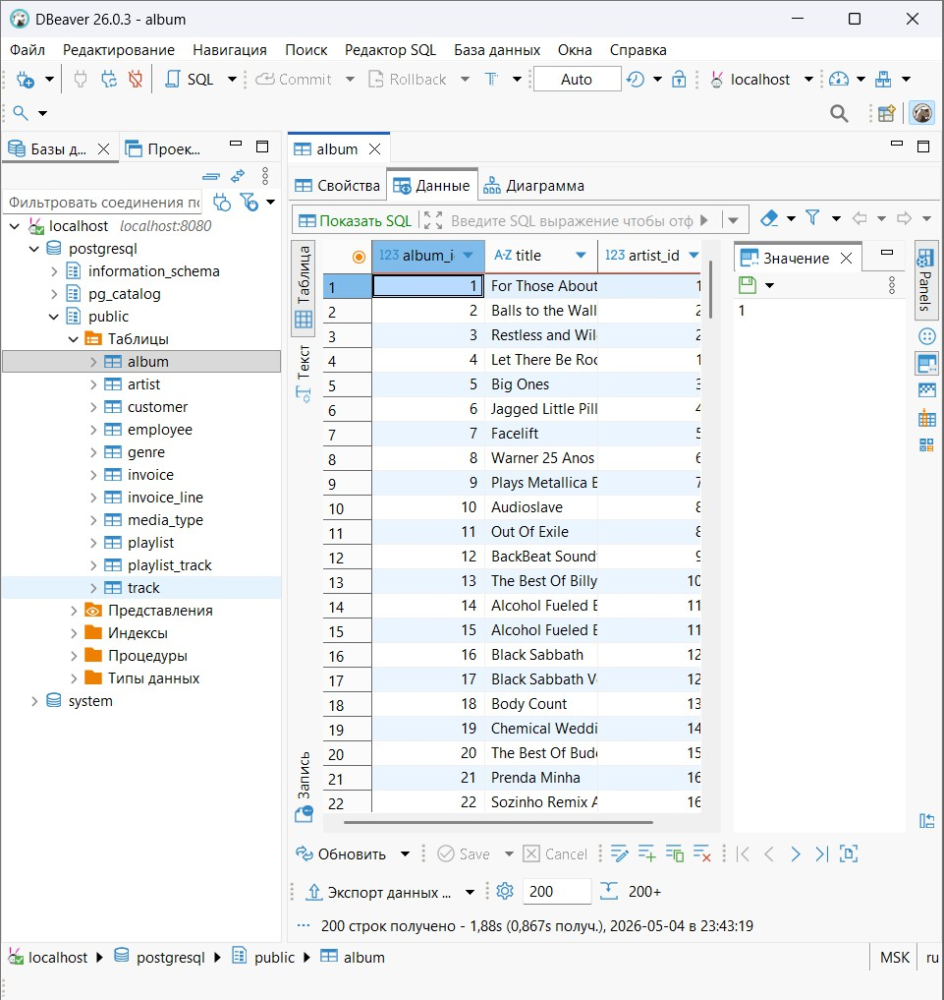 DBeaver 26.0.3 - album
Файл Редактирование Навигация Поиск Редактор SQL База данных Окна Справка
SQL Commit Rollback T Auto localhost
Базы д... Проек...
album
Свойства Данные Диаграмма
Фильтровать соединения по
Показать SQL Введите SQL выражение чтобы отф
localhost localhost:8080
postgresql
information_schema
pg_catalog
public
Таблицы
album
artist
customer
employee
genre
invoice
invoice_line
media_type
playlist
playlist_track
track
Представления
Индексы
Процедуры
Типы данных
system
Таблица
Текст
Запись
123 album_i A-Z title 123 artist_id
1 1 For Those About 1
2 2 Balls to the Wall 2
3 3 Restless and Wil 2
4 4 Let There Be Roc 1
5 5 Big Ones 3
6 6 Jagged Little Pill 4
7 7 Facelift 5
8 8 Warner 25 Anos 6
9 9 Plays Metallica B 7
10 10 Audioslave 8
11 11 Out Of Exile 8
12 12 BackBeat Sound 9
13 13 The Best Of Billy 10
14 14 Alcohol Fueled B 11
15 15 Alcohol Fueled B 11
16 16 Black Sabbath 12
17 17 Black Sabbath V 12
18 18 Body Count 13
19 19 Chemical Weddi 14
20 20 The Best Of Bud 15
21 21 Prenda Minha 16
22 22 Sozinho Remix A 16
Значение
1
Panels
Обновить Save Cancel
Экспорт данных ... 200 200+
200 строк получено - 1,88s (0,867s получ.), 2026-05-04 в 23:43:19
localhost postgresql public album MSK ru